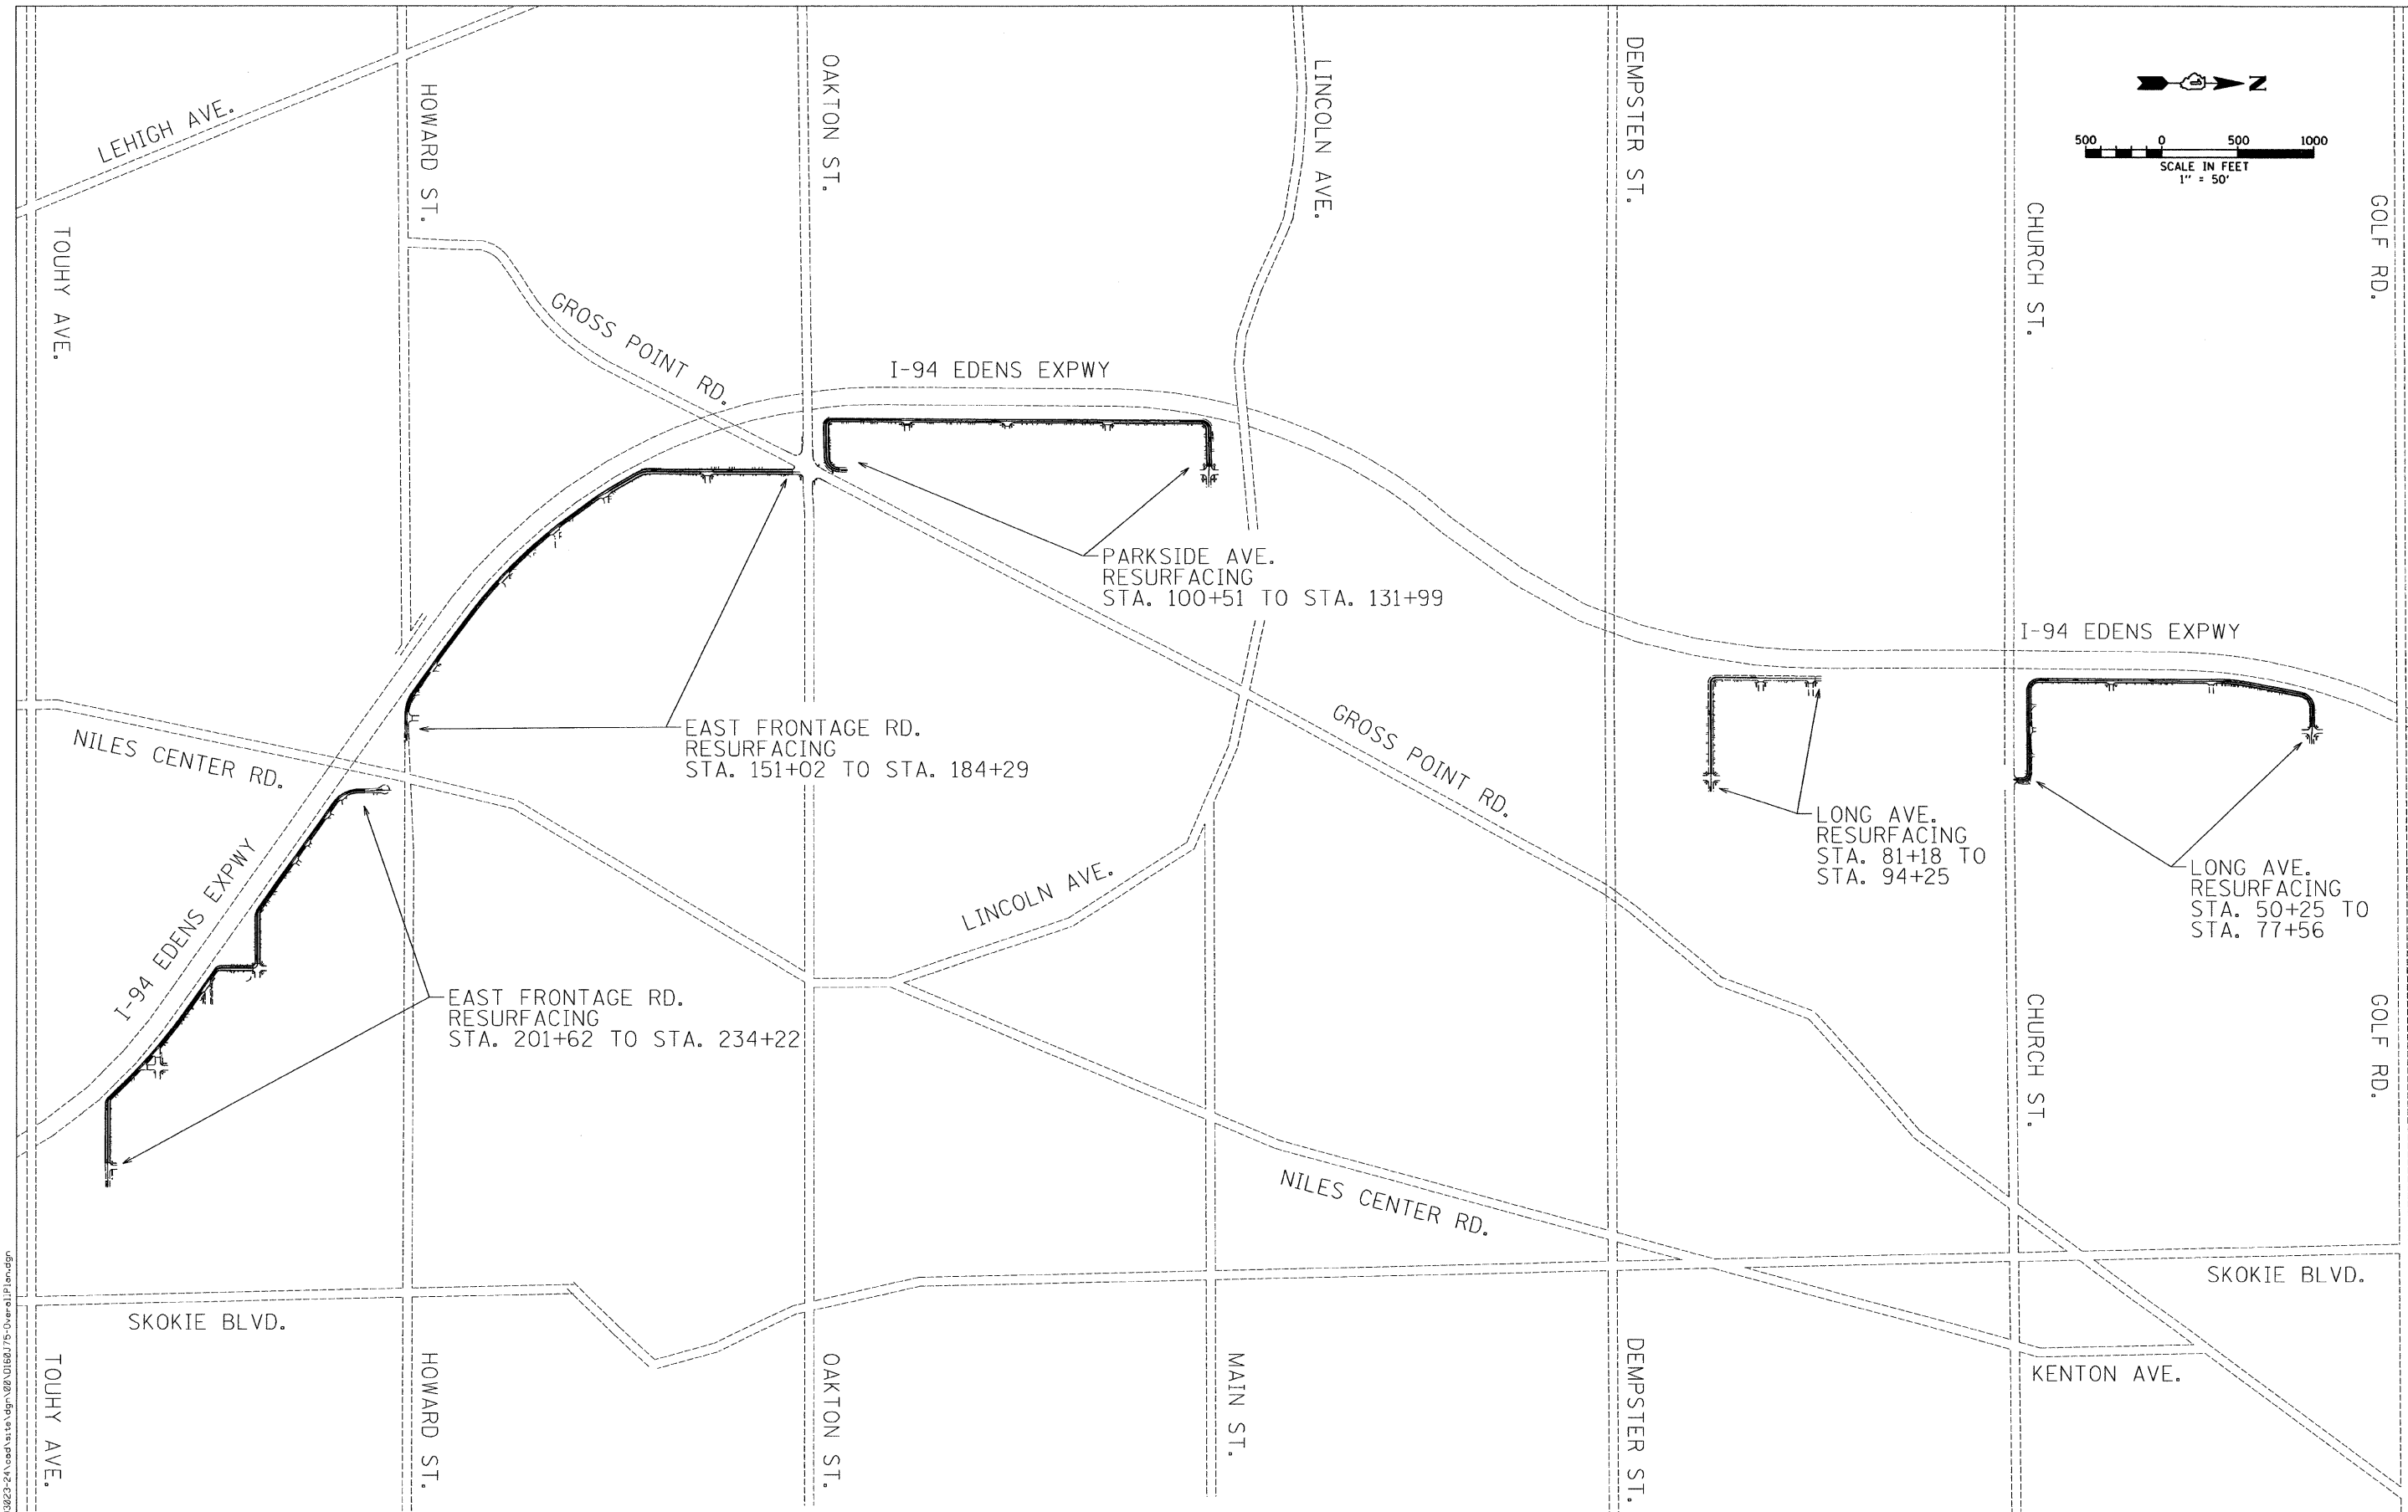 LEHIGH AVE.
HOWARD ST.
OAKTON ST.
LINCOLN AVE.
DEMPSTER ST.
N
500 0 500 1000
SCALE IN FEET
1" = 50'
CHURCH ST.
GOLF RD.
TOUHY AVE.
GROSS POINT RD.
I-94 EDENS EXPWY
PARKSIDE AVE.
RESURFACING
STA. 100+51 TO STA. 131+99
I-94 EDENS EXPWY
EAST FRONTAGE RD.
RESURFACING
STA. 151+02 TO STA. 184+29
NILES CENTER RD.
GROSS POINT RD.
LONG AVE.
RESURFACING
STA. 81+18 TO
STA. 94+25
LONG AVE.
RESURFACING
STA. 50+25 TO
STA. 77+56
I-94 EDENS EXPWY
LINCOLN AVE.
EAST FRONTAGE RD.
RESURFACING
STA. 201+62 TO STA. 234+22
CHURCH ST.
GOLF RD.
NILES CENTER RD.
SKOKIE BLVD.
SKOKIE BLVD.
TOUHY AVE.
HOWARD ST.
OAKTON ST.
MAIN ST.
DEMPSTER ST.
KENTON AVE.